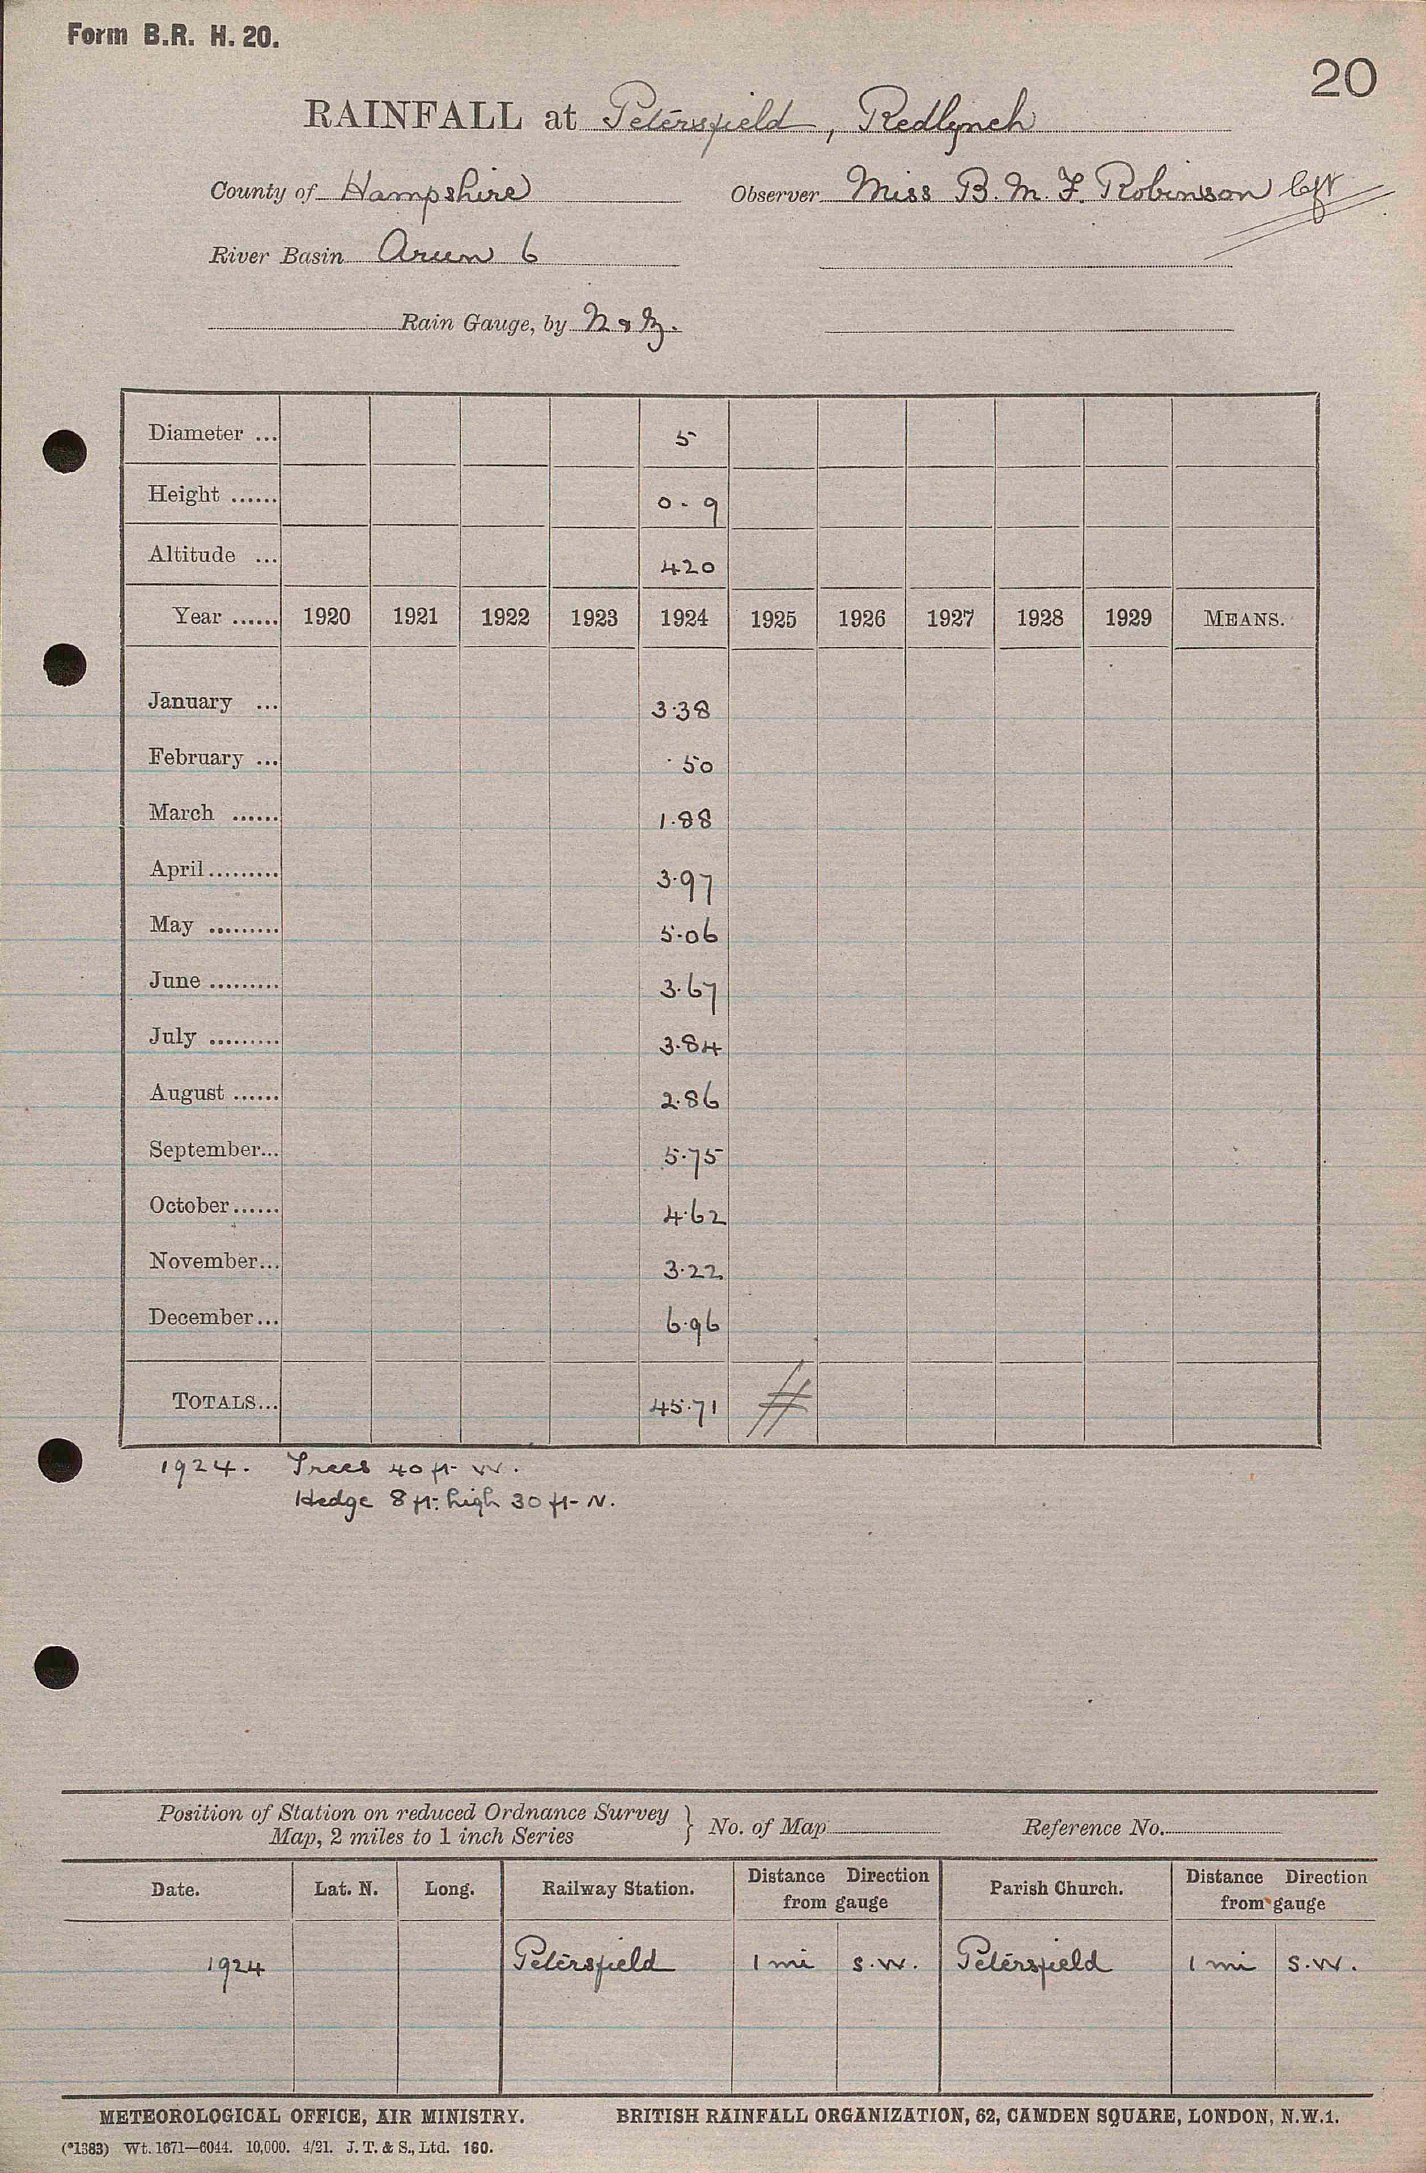 Form B.R. H. 20.
20
RAINFALL at Petersfield, Redlynch
County of Hampshire Observer Miss B. M. F. Robinson left
River Basin Arun 6
Rain Gauge, by N & Z.
Diameter ... 5
Height ...... 0 - 9
Altitude ... 420
Year ...... 1920 1921 1922 1923 1924 1925 1926 1927 1928 1929 MEANS.
January ... 3.38
February ... .50
March ...... 1.88
April ......... 3.97
May ......... 5.06
June ......... 3.67
July ......... 3.84
August ...... 2.86
September... 5.75
October ...... 4.62
November... 3.22
December... 6.96
TOTALS... 45.71
1924. Trees 40 ft W.
Hedge 8 ft. high 30 ft N.
Position of Station on reduced Ordnance Survey
Map, 2 miles to 1 inch Series } No. of Map Reference No.
Date. Lat. N. Long. Railway Station. Distance Direction from gauge Parish Church. Distance Direction from gauge
1924 Petersfield 1 mi S.W. Petersfield 1 mi S.W.
METEOROLOGICAL OFFICE, AIR MINISTRY. BRITISH RAINFALL ORGANIZATION, 62, CAMDEN SQUARE, LONDON, N.W.1.
(*1383) Wt. 1671—6044. 10,000. 4/21. J. T. & S., Ltd. 160.